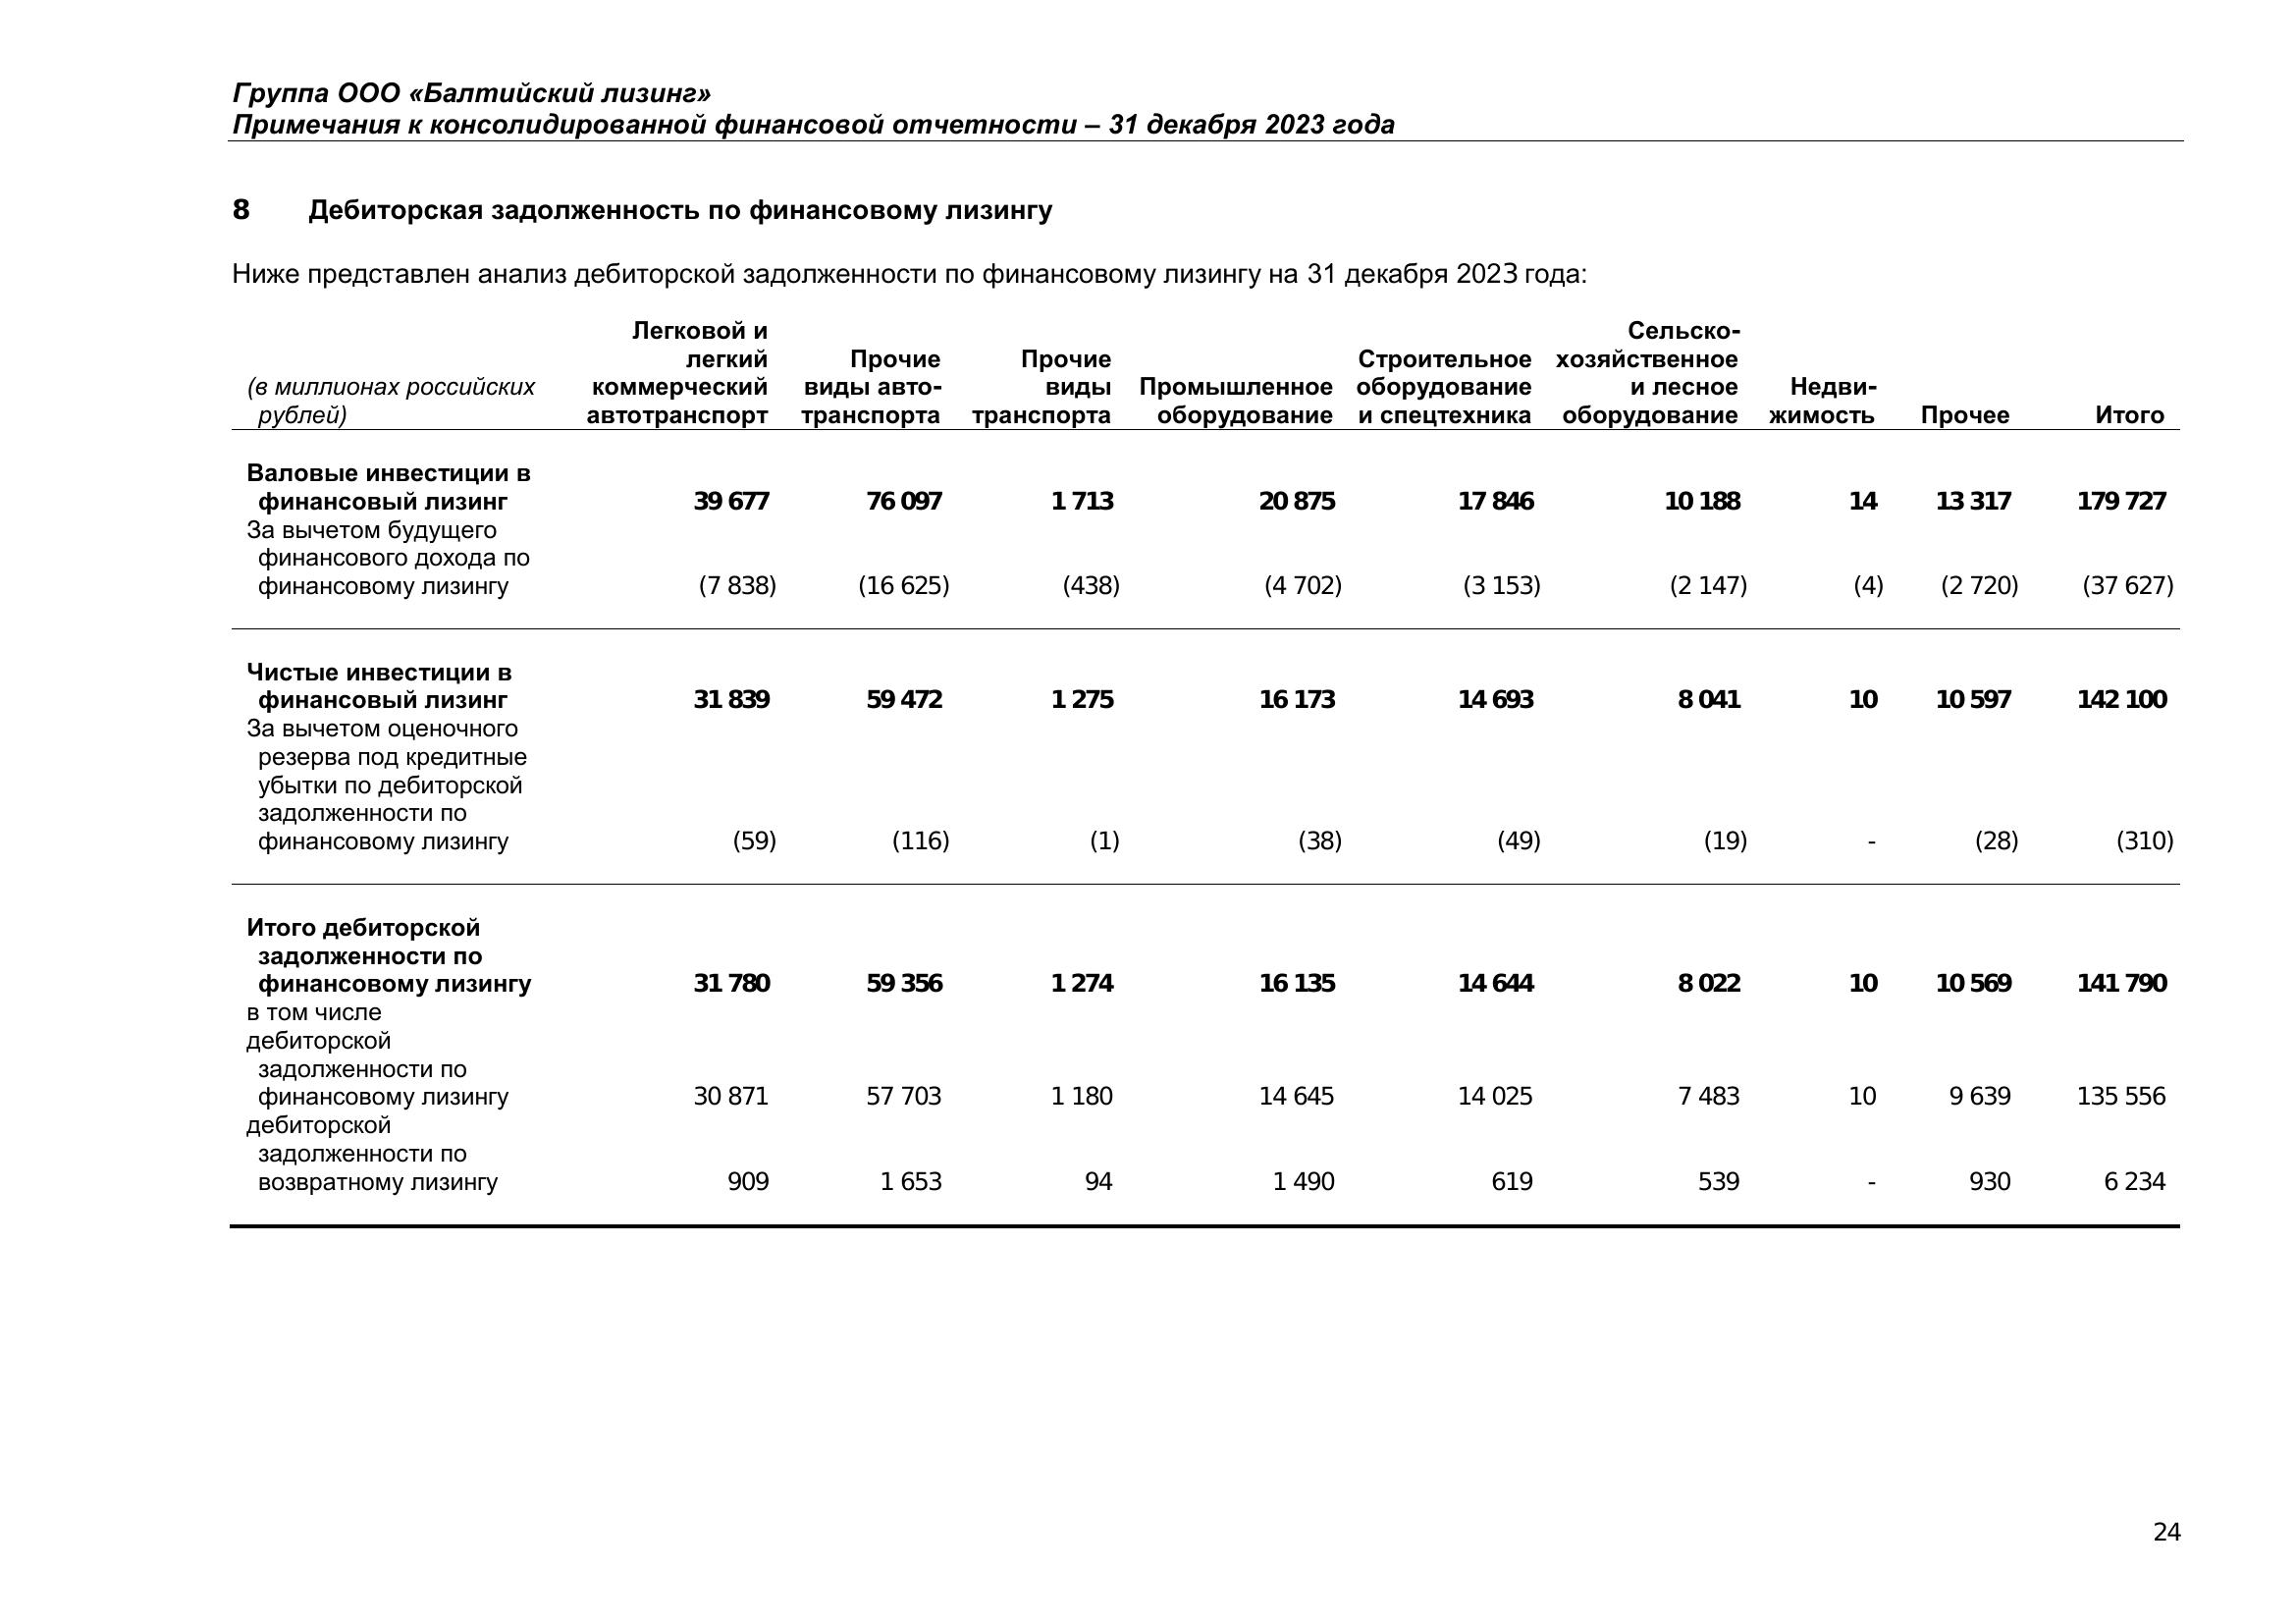 Группа ООО «Балтийский лизинг»
Примечания к консолидированной финансовой отчетности – 31 декабря 2023 года
8 Дебиторская задолженность по финансовому лизингу
Ниже представлен анализ дебиторской задолженности по финансовому лизингу на 31 декабря 2023 года:
Легковой и Сельско-
легкий Прочие Прочие Строительное хозяйственное
(в миллионах российских коммерческий виды авто- виды Промышленное оборудование и лесное Недви-
рублей) автотранспорт транспорта транспорта оборудование и спецтехника оборудование жимость Прочее Итого
Валовые инвестиции в
финансовый лизинг 39 677 76 097 1 713 20 875 17 846 10 188 14 13 317 179 727
За вычетом будущего
финансового дохода по
финансовому лизингу (7 838) (16 625) (438) (4 702) (3 153) (2 147) (4) (2 720) (37 627)
Чистые инвестиции в
финансовый лизинг 31 839 59 472 1 275 16 173 14 693 8 041 10 10 597 142 100
За вычетом оценочного
резерва под кредитные
убытки по дебиторской
задолженности по
финансовому лизингу (59) (116) (1) (38) (49) (19) - (28) (310)
Итого дебиторской
задолженности по
финансовому лизингу 31 780 59 356 1 274 16 135 14 644 8 022 10 10 569 141 790
в том числе
дебиторской
задолженности по
финансовому лизингу 30 871 57 703 1 180 14 645 14 025 7 483 10 9 639 135 556
дебиторской
задолженности по
возвратному лизингу 909 1 653 94 1 490 619 539 - 930 6 234
24